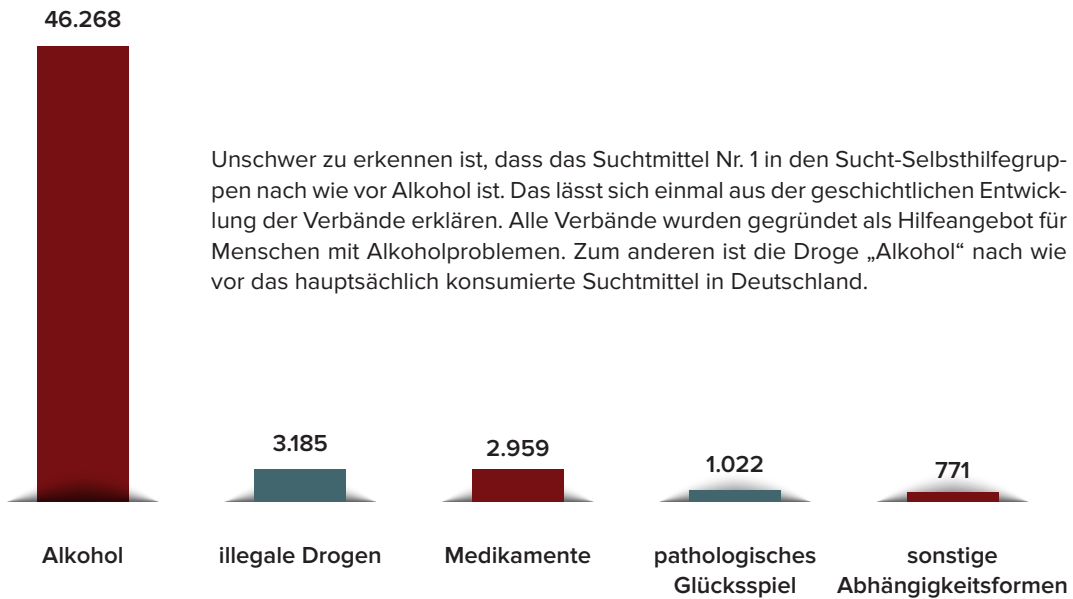 46.268
Unschwer zu erkennen ist, dass das Suchtmittel Nr. 1 in den Sucht-Selbsthilfegrup-
pen nach wie vor Alkohol ist. Das lässt sich einmal aus der geschichtlichen Entwick-
lung der Verbände erklären. Alle Verbände wurden gegründet als Hilfeangebot für
Menschen mit Alkoholproblemen. Zum anderen ist die Droge „Alkohol“ nach wie
vor das hauptsächlich konsumierte Suchtmittel in Deutschland.
3.185
2.959
1.022
771
Alkohol
illegale Drogen
Medikamente
pathologisches
Glücksspiel
sonstige
Abhängigkeitsformen